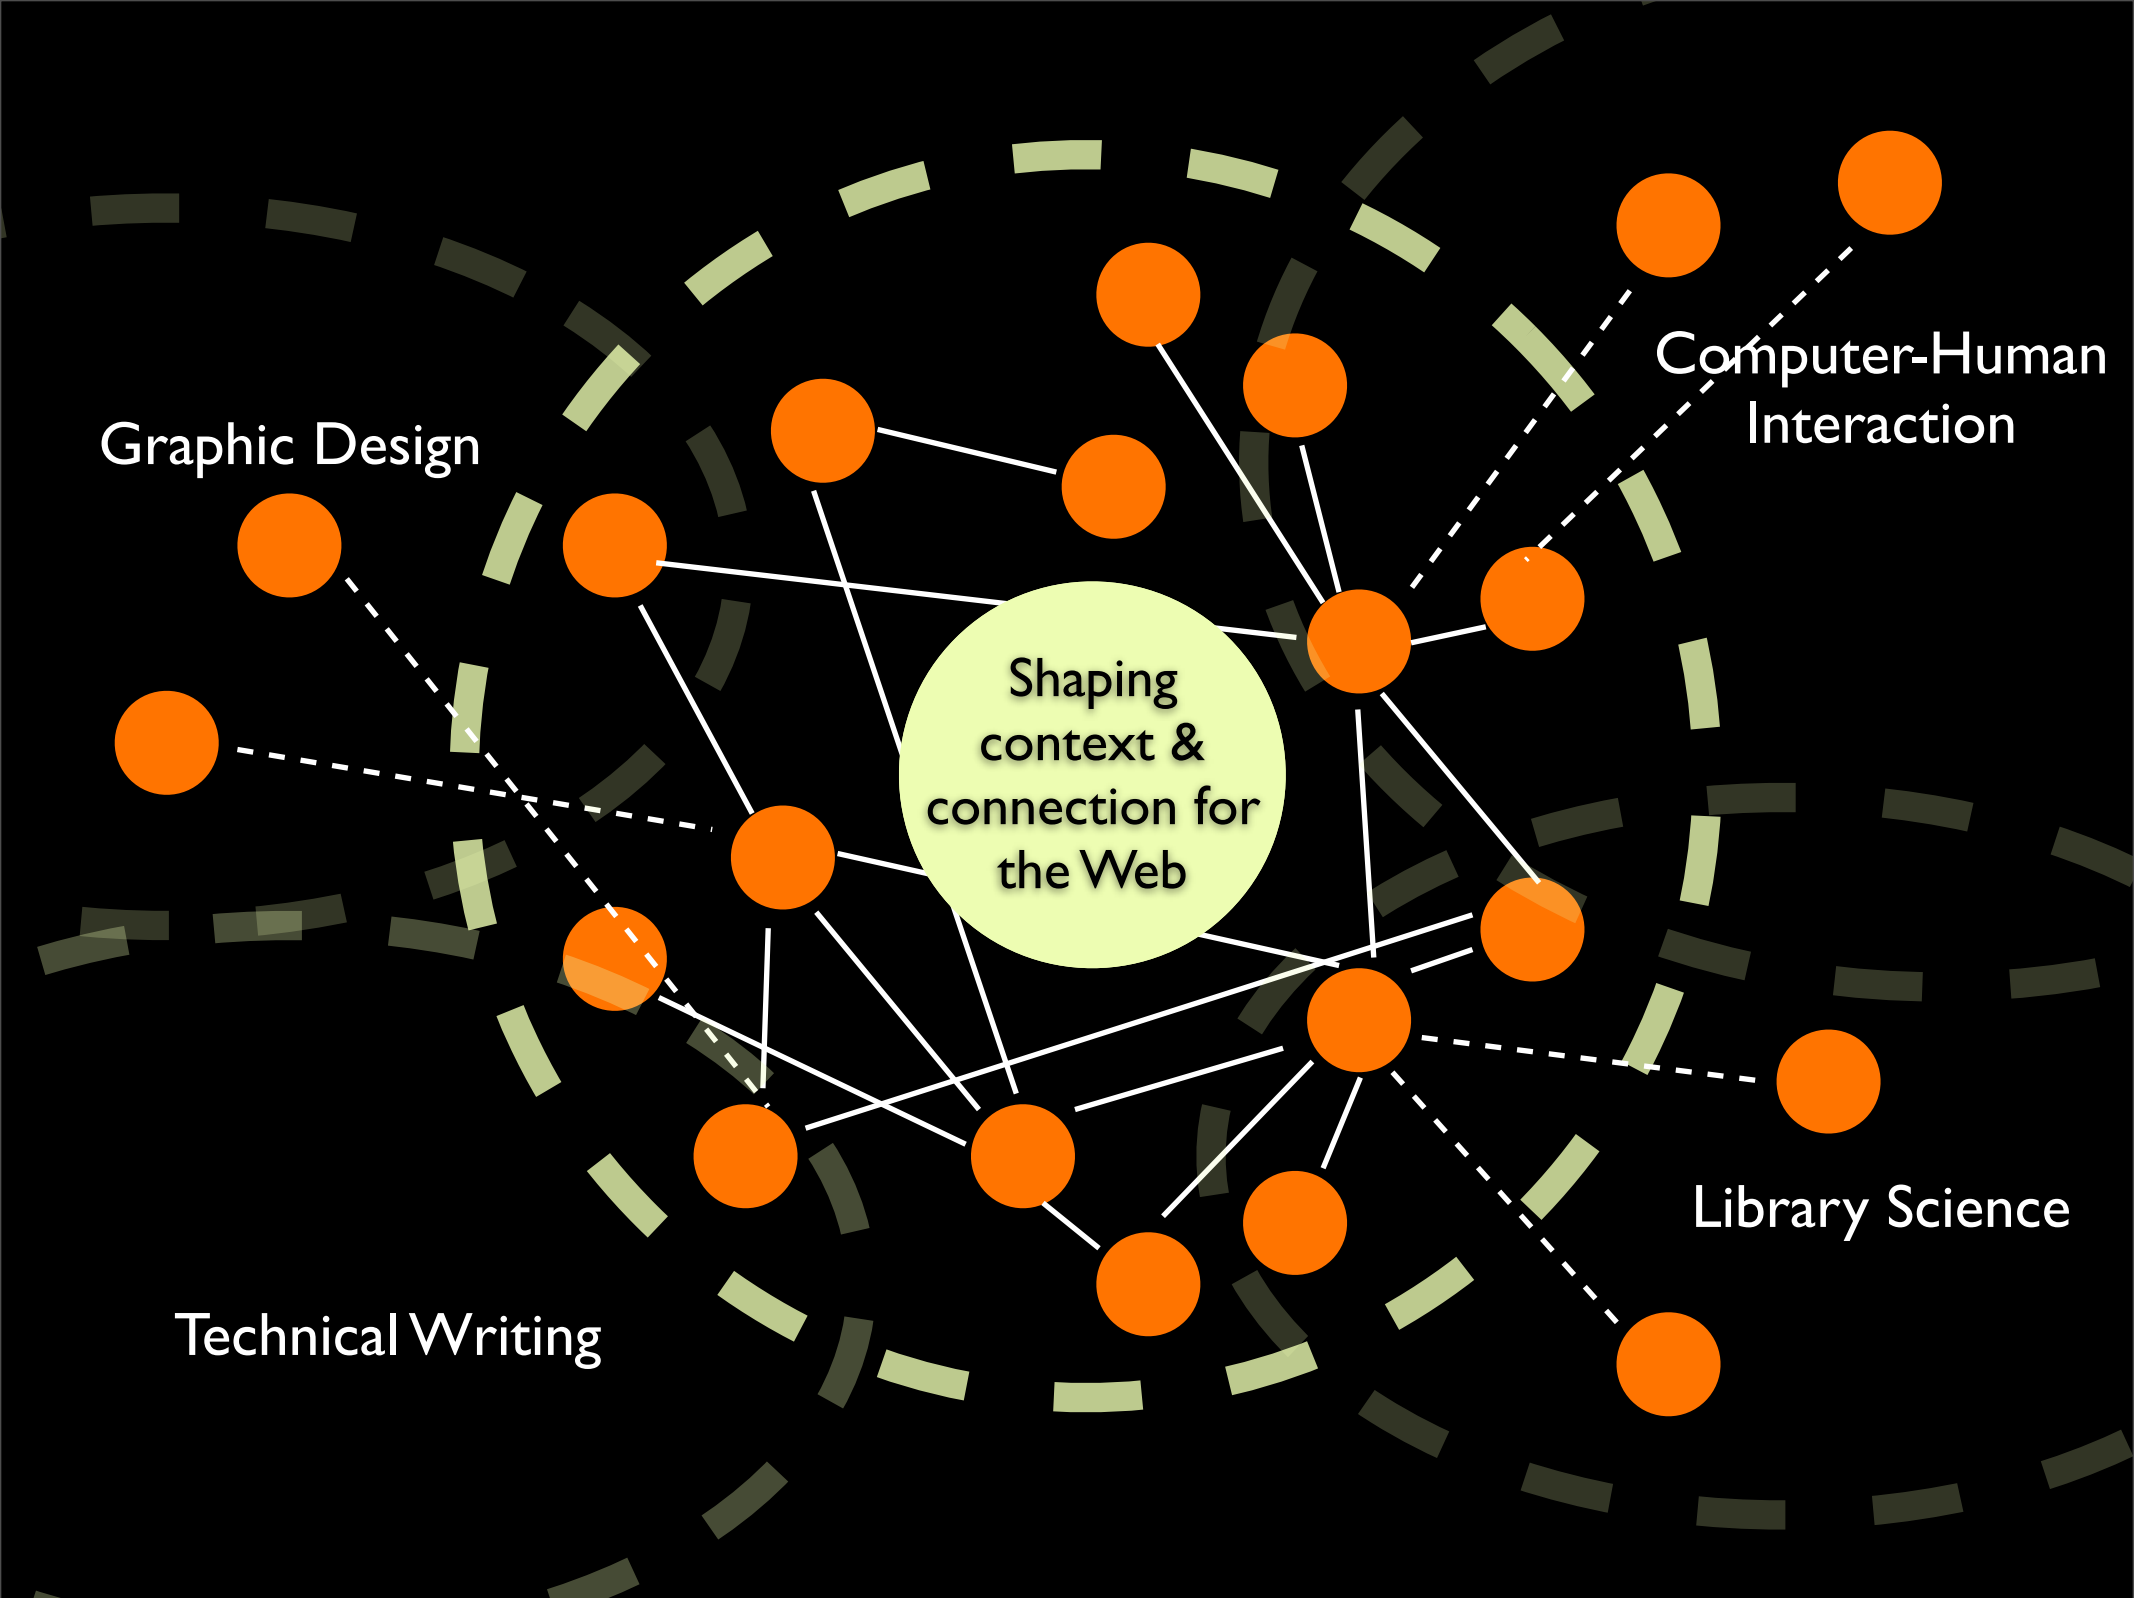 Computer-Human
Interaction
Graphic Design
Shaping
context &
connection for
the Web
Library Science
Technical Writing